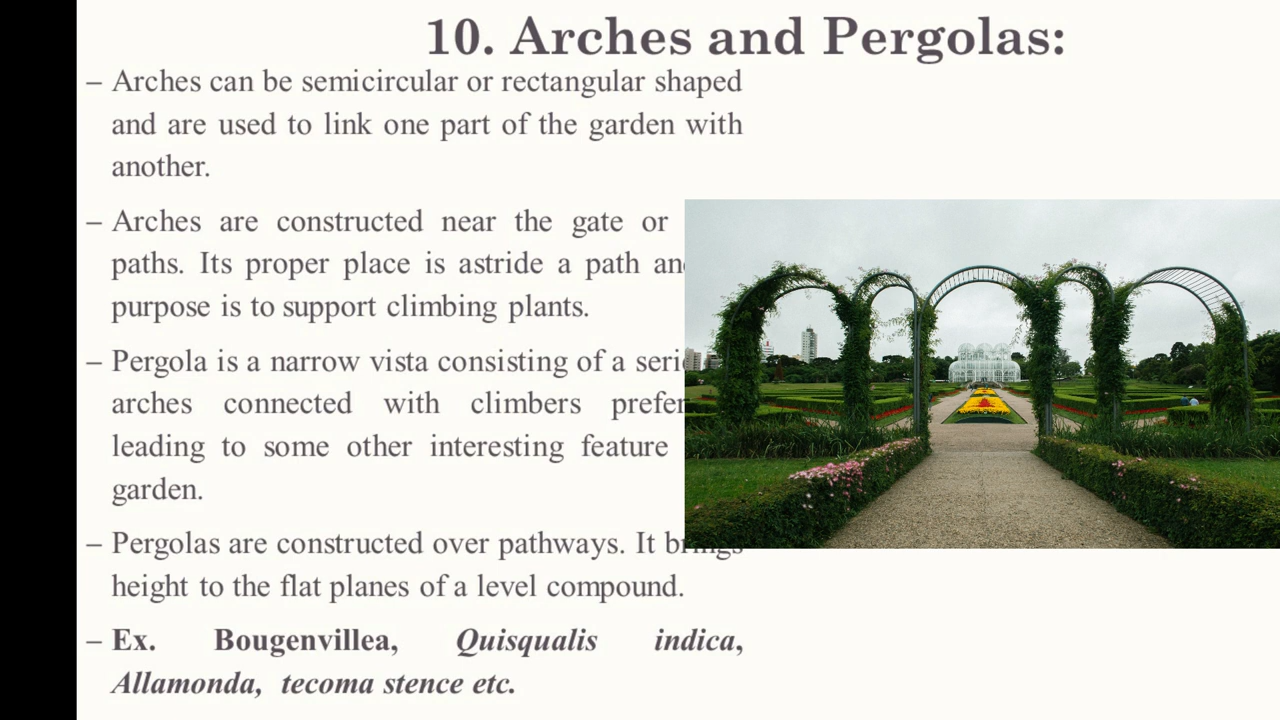 10. Arches and Pergolas:
– Arches can be semicircular or rectangular shaped
and are used to link one part of the garden with
another.
– Arches are constructed near the gate or
paths. Its proper place is astride a path
purpose is to support climbing plants.
– Pergola is a narrow vista consisting of a
arches connected with climbers
leading to some other interesting feature
garden.
– Pergolas are constructed over pathways. It brings
height to the flat planes of a level compound.
– Ex. Bougenvillea, Quisqualis indica,
Allamonda, tecoma stence etc.